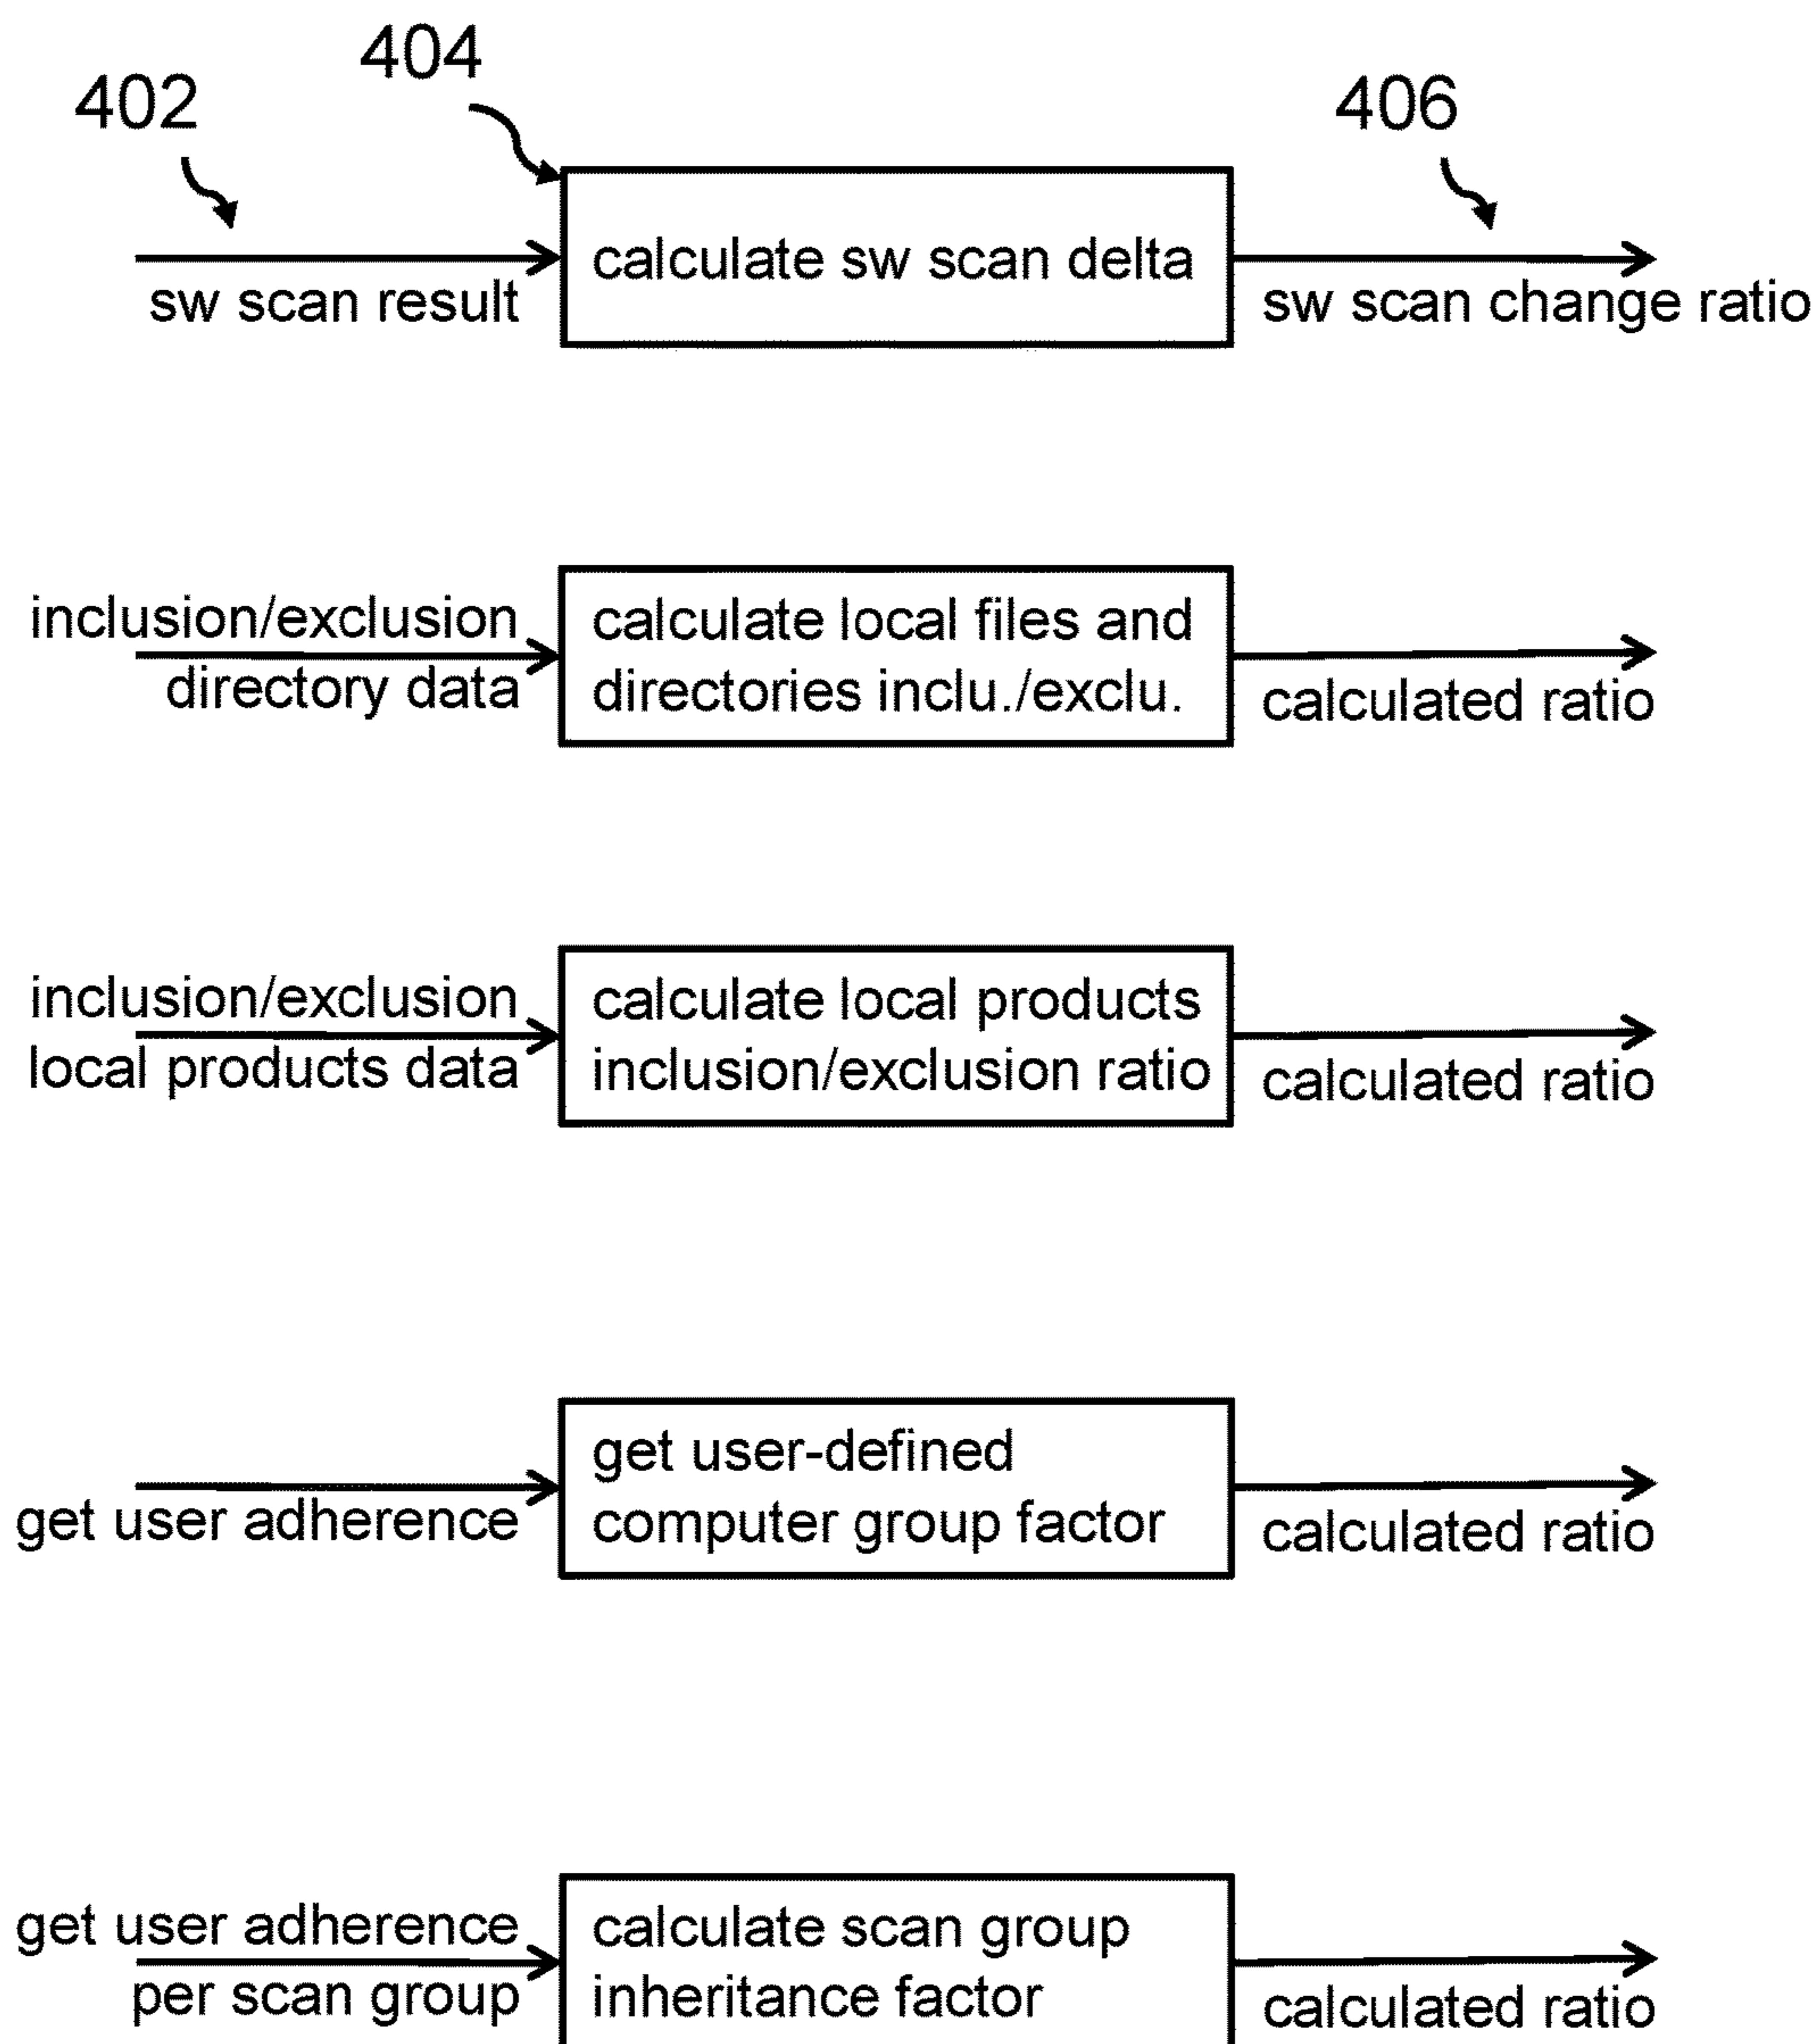 404
402
406
calculate sw scan delta
sw scan result
sw scan change ratio
inclusion/exclusion
directory data
calculate local files and
directories inclu./exclu.
calculated ratio
inclusion/exclusion
local products data
calculate local products
inclusion/exclusion ratio
calculated ratio
get user adherence
get user-defined
computer group factor
calculated ratio
get user adherence
per scan group
calculate scan group
inheritance factor
calculated ratio